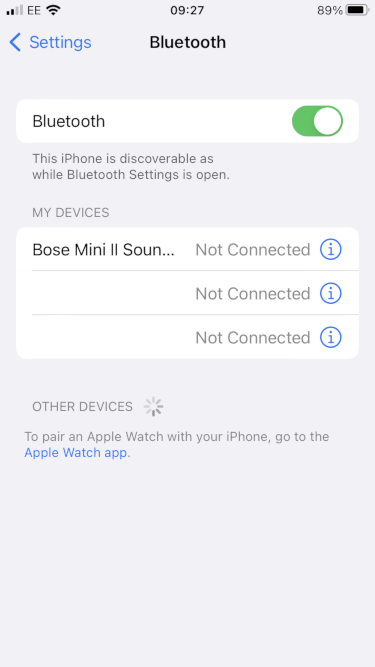 EE 09:27 89%
Settings Bluetooth
Bluetooth
This iPhone is discoverable as
while Bluetooth Settings is open.
MY DEVICES
Bose Mini II Soun... Not Connected
Not Connected
Not Connected
OTHER DEVICES
To pair an Apple Watch with your iPhone, go to the
Apple Watch app.